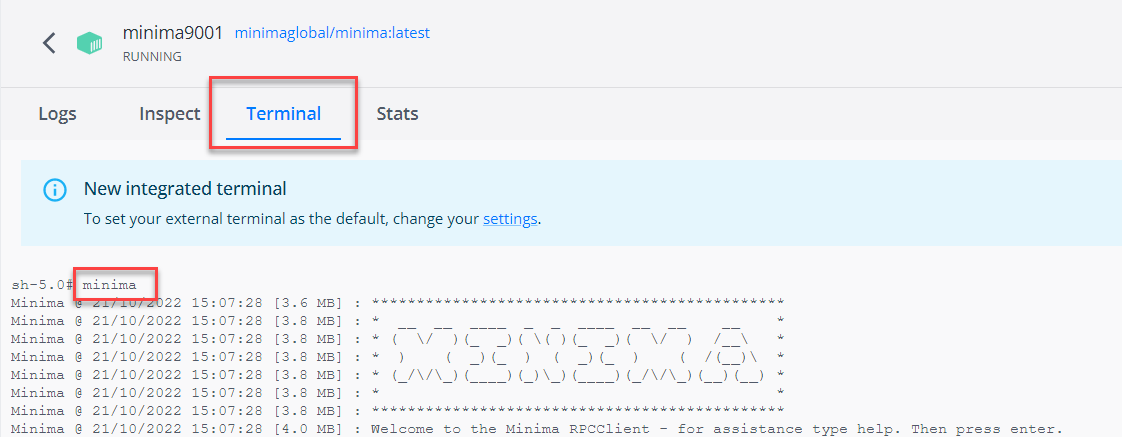 minima9001 minimaglobal/minima:latest
RUNNING
Logs Inspect Terminal Stats
New integrated terminal
To set your external terminal as the default, change your settings.
sh-5.0# minima
Minima @ 21/10/2022 15:07:28 [3.6 MB] : **********************************************
Minima @ 21/10/2022 15:07:28 [3.8 MB] : *  __  __  ____  _  _  ____  __  __    __    *
Minima @ 21/10/2022 15:07:28 [3.8 MB] : * (  \/  )(_  _)( \( )(_  _)(  \/  )  /__\   *
Minima @ 21/10/2022 15:07:28 [3.8 MB] : *  )    (  _)(_  )  (  _)(_  )    (  /(__)\  *
Minima @ 21/10/2022 15:07:28 [3.8 MB] : * (_/\/\_)(____)(_)\_)(____)(_/\/\_)(__)(__) *
Minima @ 21/10/2022 15:07:28 [3.8 MB] : *                                            *
Minima @ 21/10/2022 15:07:28 [3.8 MB] : **********************************************
Minima @ 21/10/2022 15:07:28 [4.0 MB] : Welcome to the Minima RPCClient - for assistance type help. Then press enter.